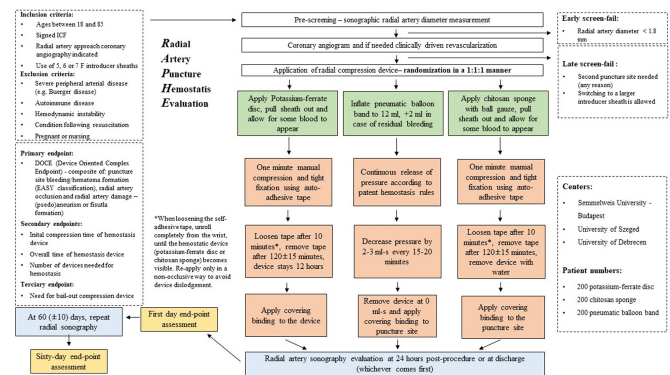 Inclusion criteria:
Ages between 18 and 85
Signed ICF
Radial artery approach coronary
angiography indicated
Use of 5, 6 or 7 F introducer sheaths
Exclusion criteria:
Severe peripheral arterial disease
(e.g. Buerger disease)
Autoimmune disease
Hemodynamic instability
Condition following resuscitation
Pregnant or nursing
Primary endpoint:
DOCE (Device Oriented Complex
Endpoint) - composite of: puncture
site bleeding/hematoma formation
(EASY classification), radial artery
occlusion and radial artery damage –
(psedo)aneurism or fisutla
formation)
Secondary endpoints:
Inital compression time of hemostasis
device
Overall time of hemostasis device
Number of devices needed for
hemostasis
Terciery endpoint:
Need for bail-out compression device
Radial
Artery
Puncture
Hemostasis
Evaluation
*When loosening the self-
adhesive tape, unroll
completely from the wrist,
until the hemostatic device
(potassium-ferrate disc or
chitosan sponge) becomes
visible. Re-apply only in a
non-occlusive way to avoid
device dislodgement.
Pre-screening – sonographic radial artery diameter measurement
Coronary angiogram and if needed clinically driven revascularization
Application of radial compression device– randomization in a 1:1:1 manner
Apply Potassium-ferrate
disc, pull sheath out and
allow for some blood to
appear
Inflate pneumatic balloon
band to 12 ml, +2 ml in
case of residual bleeding
Apply chitosan sponge
with ball gauze, pull
sheath out and allow for
some blood to appear
One minute manual
compression and tight
fixation using auto-
adhesive tape
Continuous release of
pressure according to
patent hemostasis rules
One minute manual
compression and tight
fixation using auto-
adhesive tape
Loosen tape after 10
minutes*, remove tape
after 120±15 minutes,
device stays 12 hours
Decrease pressure by
2-3 ml-s every 15-20
minutes
Loosen tape after 10
minutes*, remove tape
after 120±15 minutes,
remove device with
water
Apply covering
binding to the device
Remove device at 0
ml-s and apply
covering binding to
puncture site
Apply covering
binding to the
puncture site
Radial artery sonography evaluation at 24 hours post-procedure or at discharge
(whichever comes first)
First day end-point
assessment
At 60 (±10) days, repeat
radial sonography
Sixty-day end-point
assessment
Early screen-fail:
Radial artery diameter < 1.8
mm
Late screen-fail :
Second puncture site needed
(any reason)
Switching to a larger
introducer sheath is allowed
Centers:
Semmelweis University -
Budapest
University of Szeged
University of Debrecen
Patient numbers:
200 potassium-ferrate disc
200 chitosan sponge
200 pneumatic balloon band